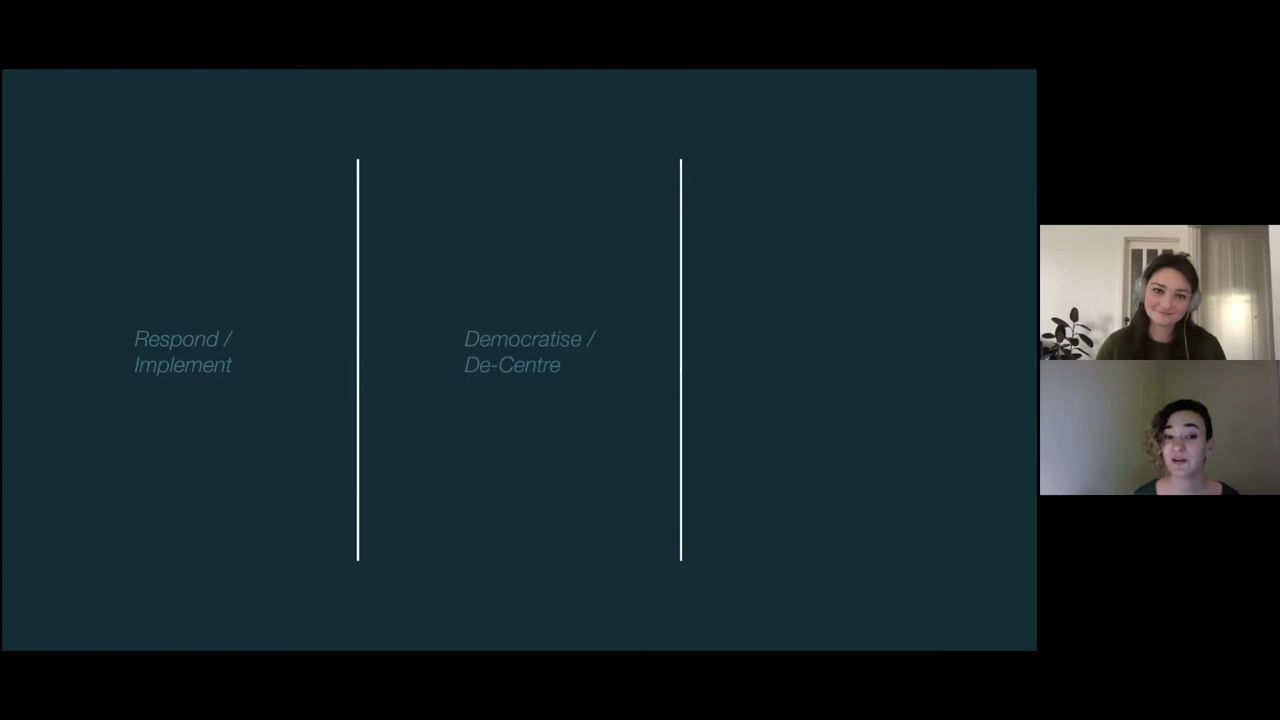 Respond /
Implement
Democratise /
De-Centre